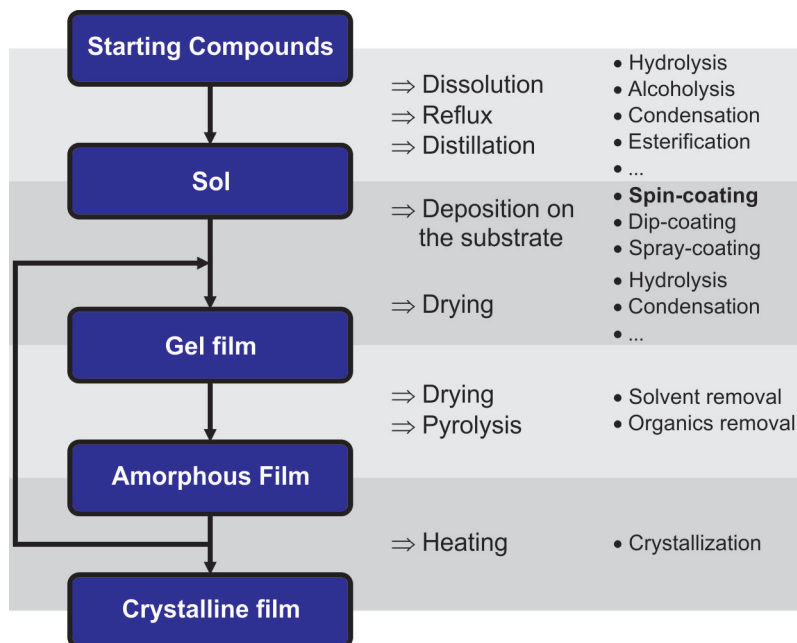 Starting Compounds
⇒ Dissolution
⇒ Reflux
⇒ Distillation
• Hydrolysis
• Alcoholysis
• Condensation
• Esterification
• ...
Sol
⇒ Deposition on
the substrate
• Spin-coating
• Dip-coating
• Spray-coating
⇒ Drying
• Hydrolysis
• Condensation
• ...
Gel film
⇒ Drying
⇒ Pyrolysis
• Solvent removal
• Organics removal
Amorphous Film
⇒ Heating
• Crystallization
Crystalline film